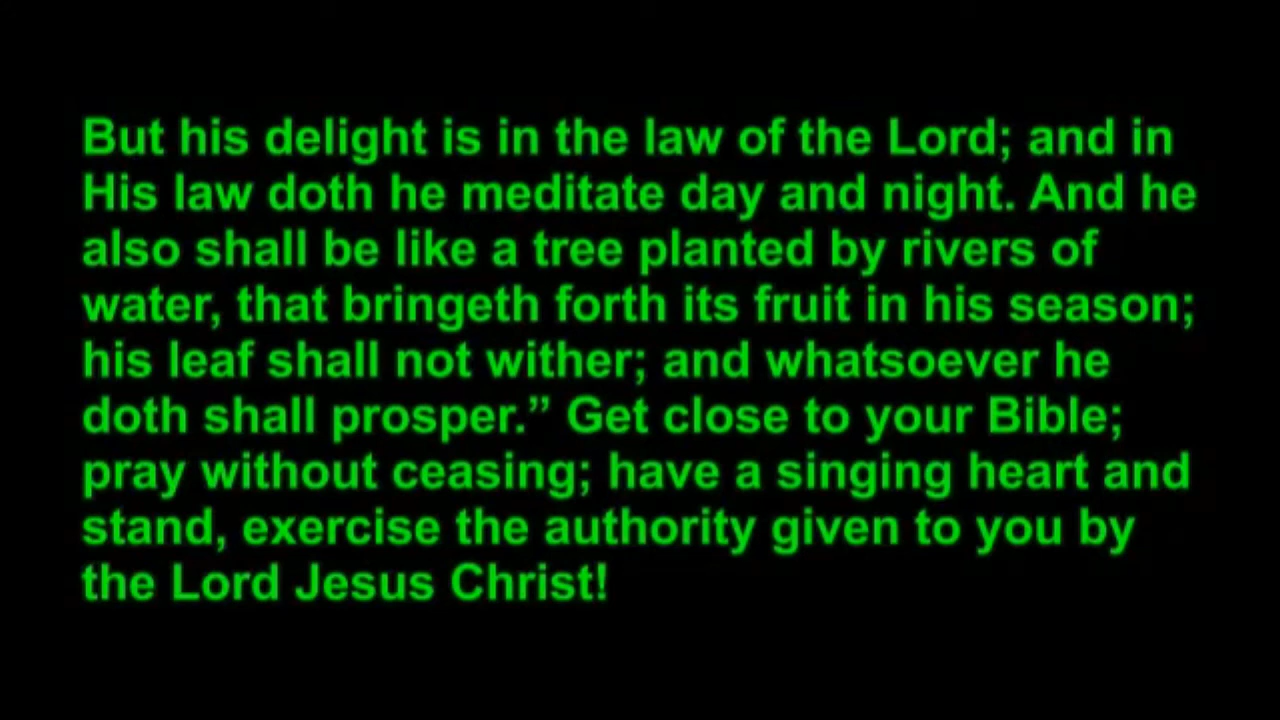 But his delight is in the law of the Lord; and in
His law doth he meditate day and night. And he
also shall be like a tree planted by rivers of
water, that bringeth forth its fruit in his season;
his leaf shall not wither; and whatsoever he
doth shall prosper.” Get close to your Bible;
pray without ceasing; have a singing heart and
stand, exercise the authority given to you by
the Lord Jesus Christ!